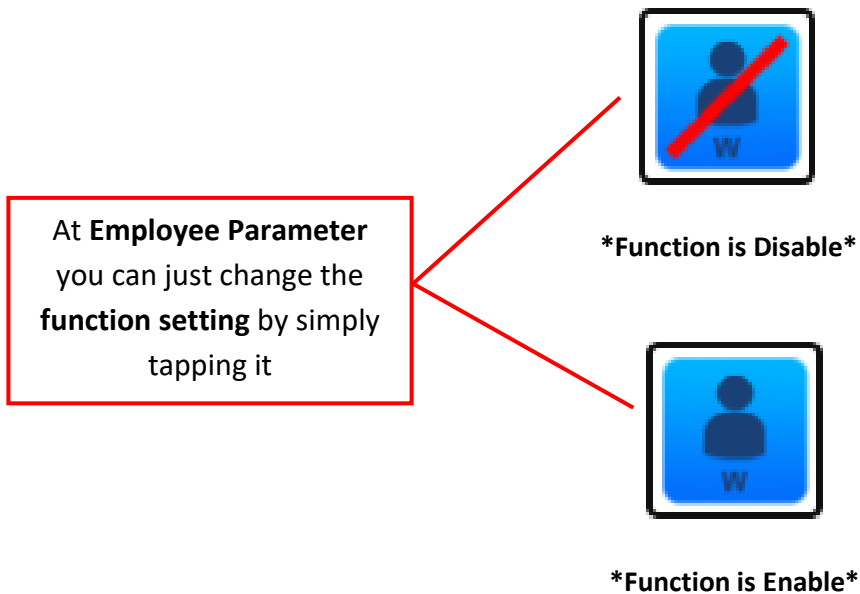 W
*Function is Disable*
At Employee Parameter
you can just change the
function setting by simply
tapping it
W
*Function is Enable*